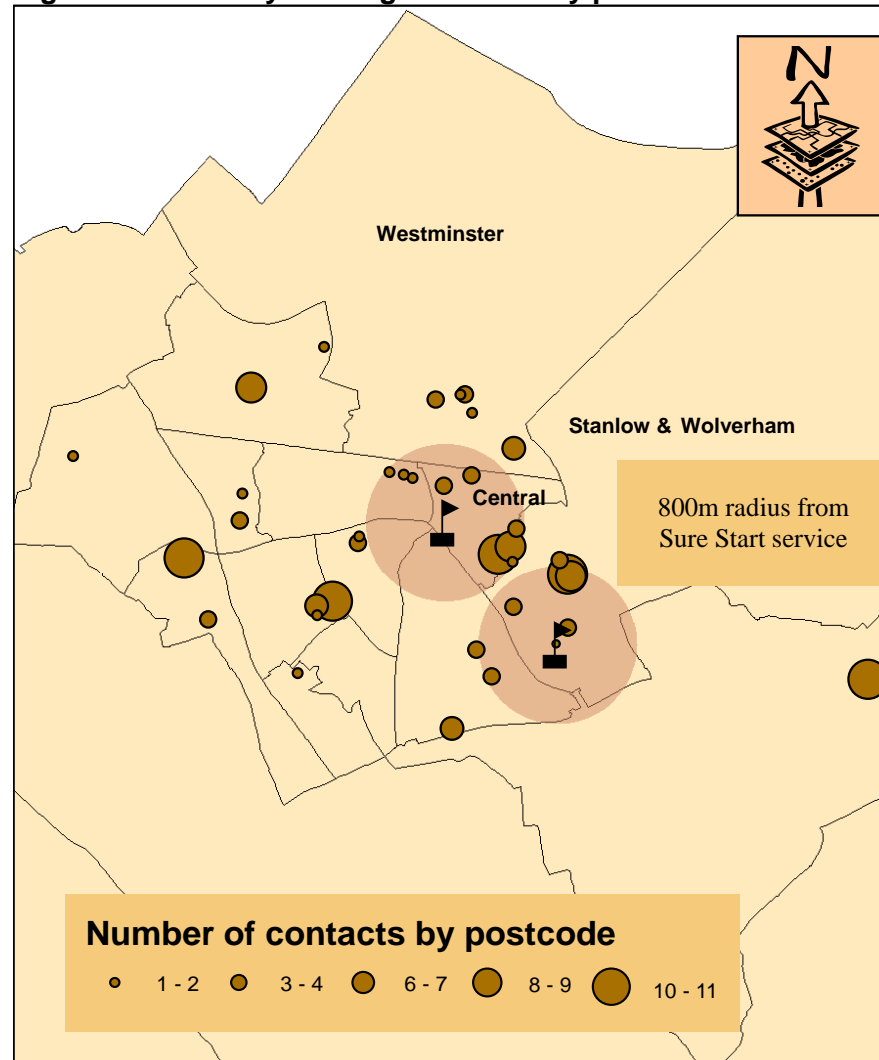 N
Westminster
Stanlow & Wolverham
Central
800m radius from
Sure Start service
Number of contacts by postcode
1 - 2 3 - 4 6 - 7 8 - 9 10 - 11